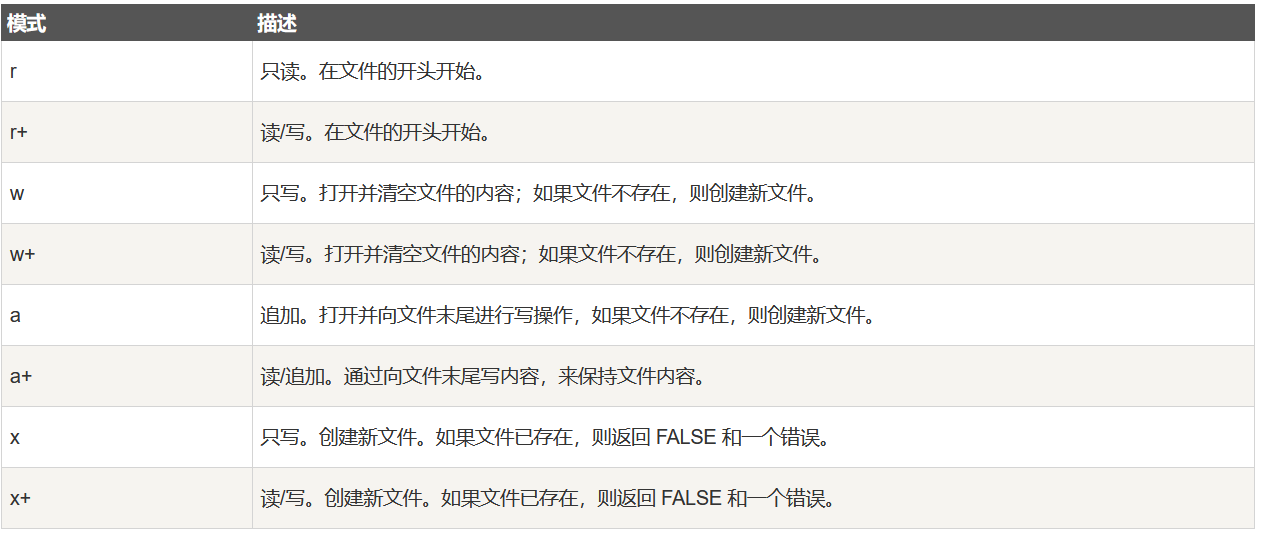 模式 描述
r 只读。在文件的开头开始。
r+ 读/写。在文件的开头开始。
w 只写。打开并清空文件的内容；如果文件不存在，则创建新文件。
w+ 读/写。打开并清空文件的内容；如果文件不存在，则创建新文件。
a 追加。打开并向文件末尾进行写操作，如果文件不存在，则创建新文件。
a+ 读/追加。通过向文件末尾写内容，来保持文件内容。
x 只写。创建新文件。如果文件已存在，则返回 FALSE 和一个错误。
x+ 读/写。创建新文件。如果文件已存在，则返回 FALSE 和一个错误。